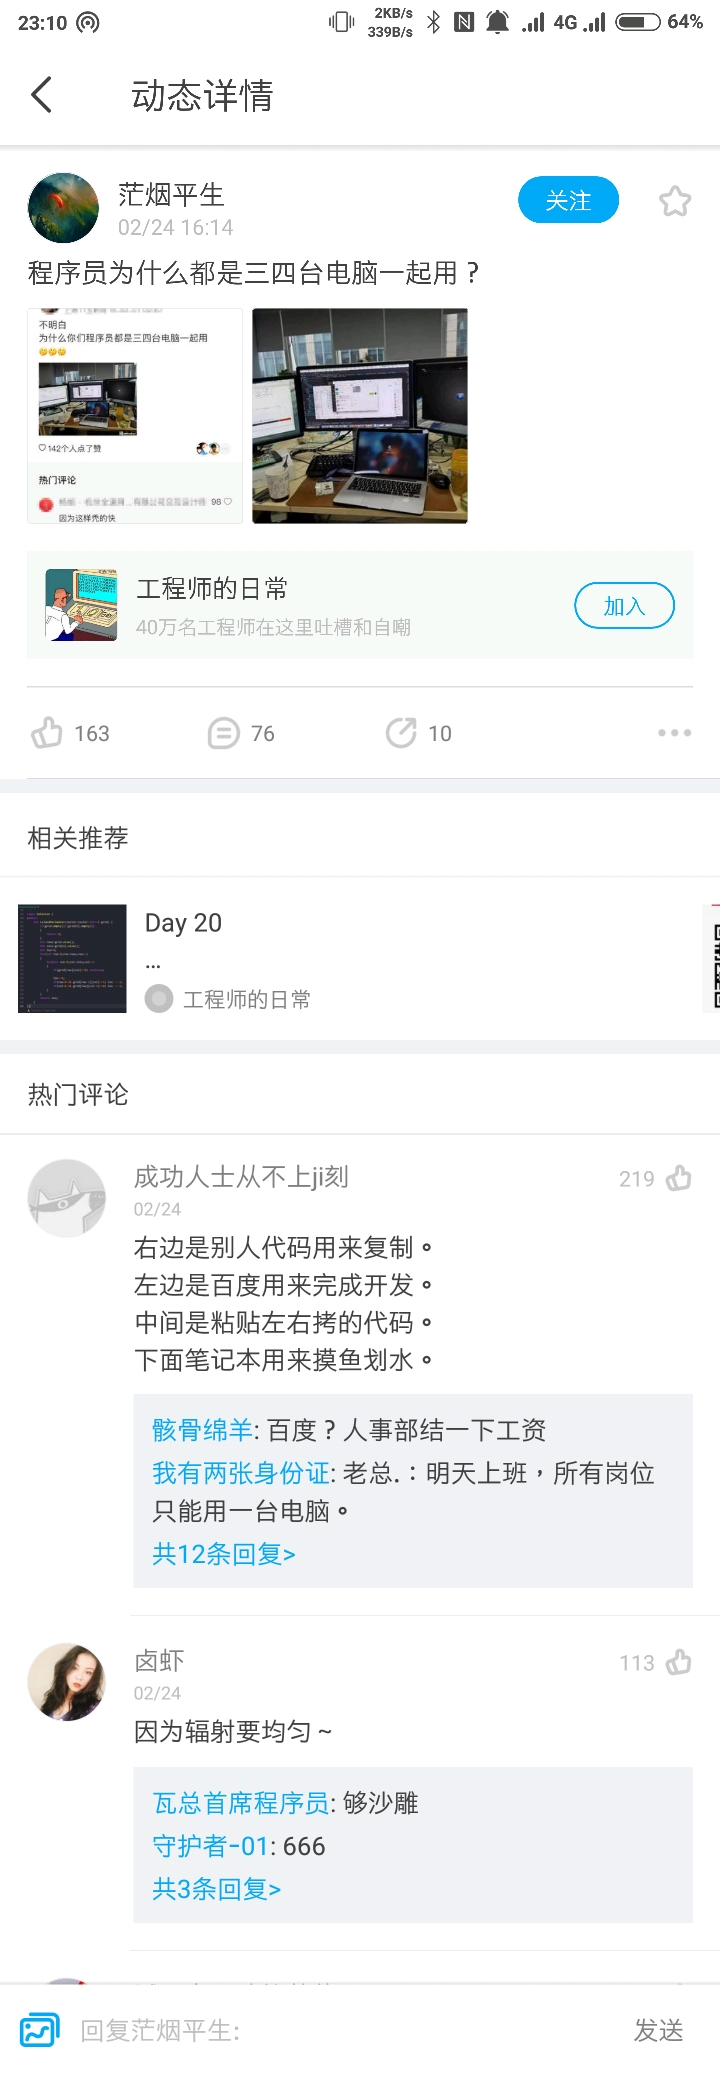 23:10
2KB/s
339B/s
4G
64%
动态详情
茫烟平生
02/24 16:14
关注
程序员为什么都是三四台电脑一起用？
不明白
为什么你们程序员都是三四台电脑一起用
142个人点了赞
热门评论
98
因为这样秃的快
工程师的日常
40万名工程师在这里吐槽和自嘲
加入
163
76
10
相关推荐
Day 20
...
工程师的日常
热门评论
成功人士从不上ji刻
219
02/24
右边是别人代码用来复制。
左边是百度用来完成开发。
中间是粘贴左右拷的代码。
下面笔记本用来摸鱼划水。
骸骨绵羊: 百度？人事部结一下工资
我有两张身份证: 老总.：明天上班，所有岗位
只能用一台电脑。
共12条回复>
卤虾
113
02/24
因为辐射要均匀~
瓦总首席程序员: 够沙雕
守护者-01: 666
共3条回复>
回复茫烟平生:
发送